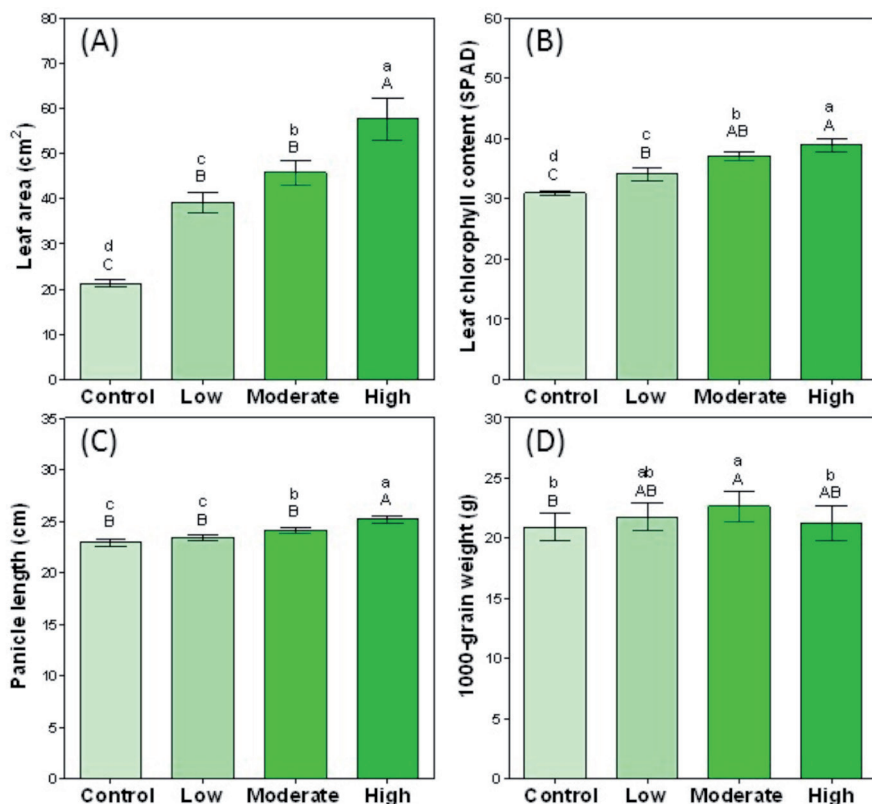 (A)
Leaf area (cm²)
80
70
60
50
40
30
20
10
0
d
C
c
B
b
B
a
A
Control Low Moderate High
(B)
Leaf chlorophyll content (SPAD)
60
50
40
30
20
10
0
d
C
c
B
b
AB
a
A
Control Low Moderate High
(C)
Panicle length (cm)
35
30
25
20
15
10
5
0
c
B
c
B
b
B
a
A
Control Low Moderate High
(D)
1000-grain weight (g)
30
25
20
15
10
5
0
b
B
ab
AB
a
A
b
AB
Control Low Moderate High